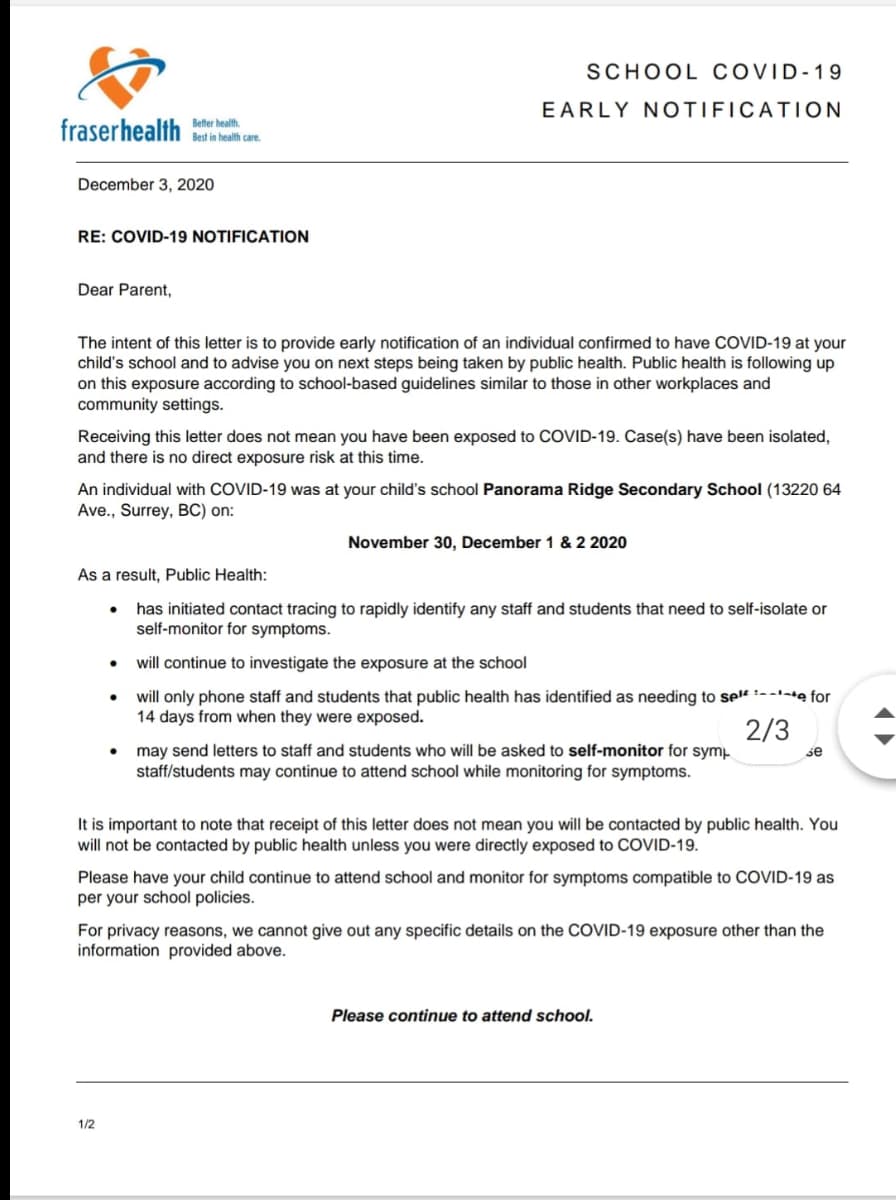 SCHOOL COVID-19
EARLY NOTIFICATION
fraserhealth
Better health.
Best in health care.
December 3, 2020
RE: COVID-19 NOTIFICATION
Dear Parent,
The intent of this letter is to provide early notification of an individual confirmed to have COVID-19 at your
child's school and to advise you on next steps being taken by public health. Public health is following up
on this exposure according to school-based guidelines similar to those in other workplaces and
community settings.
Receiving this letter does not mean you have been exposed to COVID-19. Case(s) have been isolated,
and there is no direct exposure risk at this time.
An individual with COVID-19 was at your child's school Panorama Ridge Secondary School (13220 64
Ave., Surrey, BC) on:
November 30, December 1 & 2 2020
As a result, Public Health:
• has initiated contact tracing to rapidly identify any staff and students that need to self-isolate or
self-monitor for symptoms.
• will continue to investigate the exposure at the school
• will only phone staff and students that public health has identified as needing to for
14 days from when they were exposed.
2/3
• may send letters to staff and students who will be asked to self-monitor for
staff/students may continue to attend school while monitoring for symptoms.
It is important to note that receipt of this letter does not mean you will be contacted by public health. You
will not be contacted by public health unless you were directly exposed to COVID-19.
Please have your child continue to attend school and monitor for symptoms compatible to COVID-19 as
per your school policies.
For privacy reasons, we cannot give out any specific details on the COVID-19 exposure other than the
information provided above.
Please continue to attend school.
1/2